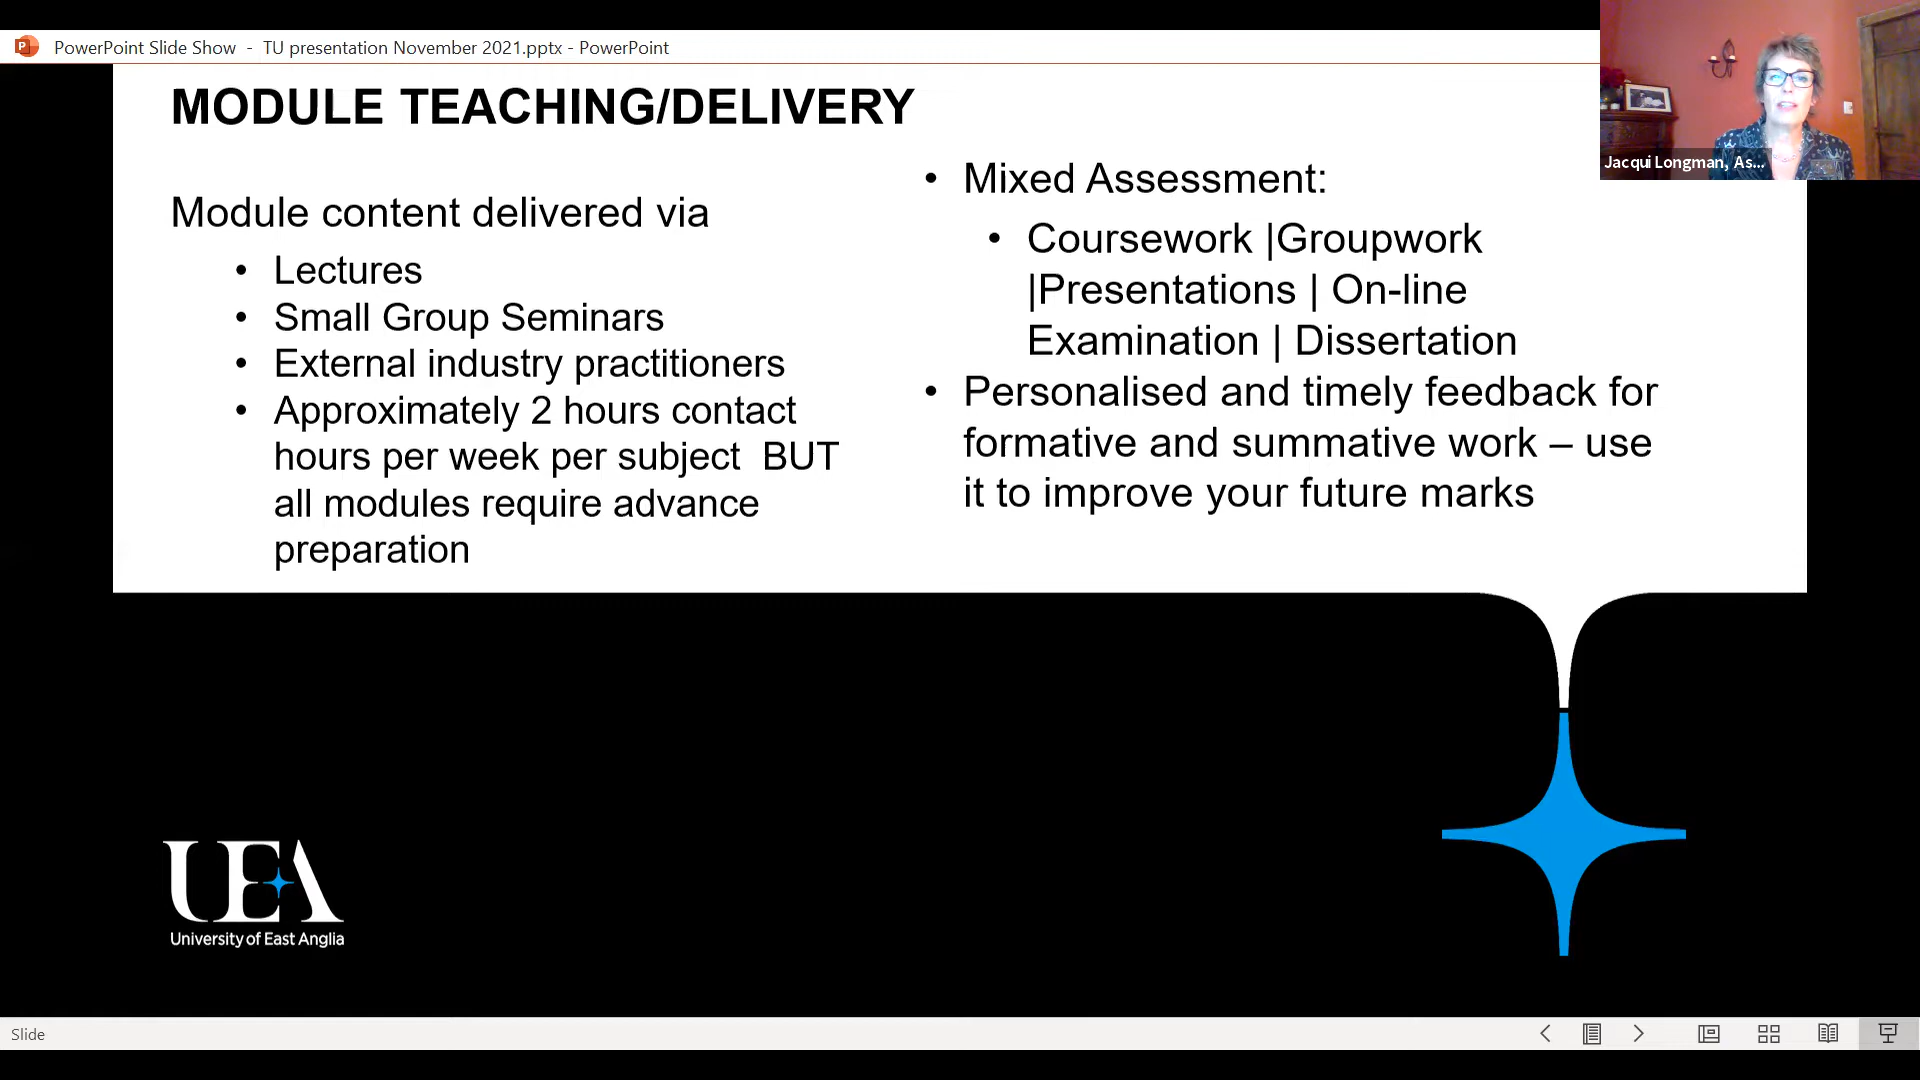 PowerPoint Slide Show - TU presentation November 2021.pptx - PowerPoint
MODULE TEACHING/DELIVERY
Module content delivered via
• Lectures
• Small Group Seminars
• External industry practitioners
• Approximately 2 hours contact
hours per week per subject BUT
all modules require advance
preparation
• Mixed Assessment:
• Coursework |Groupwork
|Presentations | On-line
Examination | Dissertation
• Personalised and timely feedback for
formative and summative work – use
it to improve your future marks
Jacqui Longman, As...
UEA
University of East Anglia
Slide